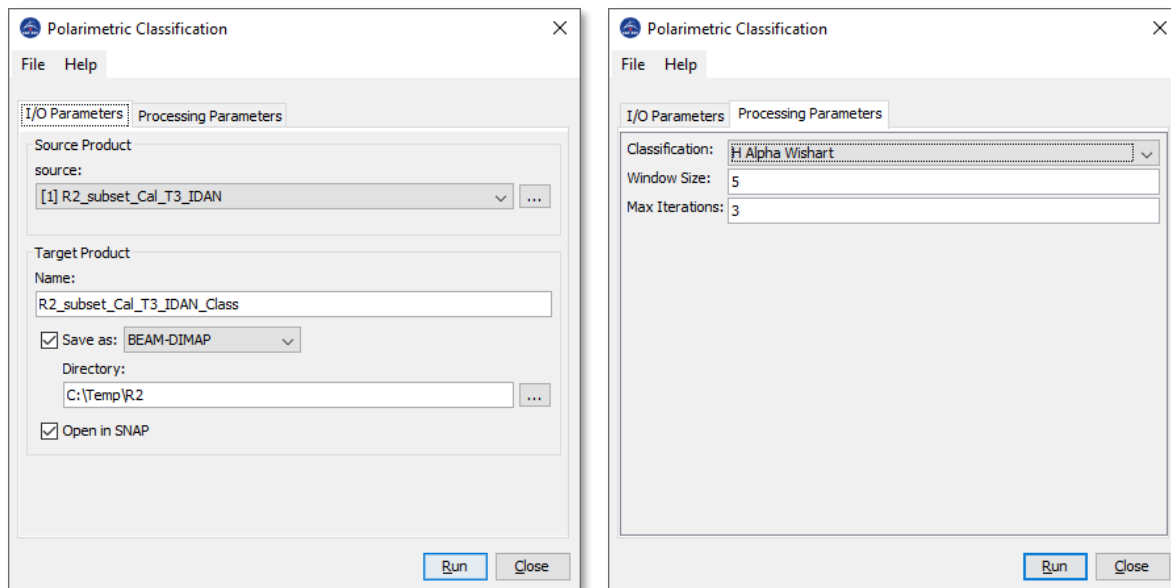 Polarimetric Classification
File Help
I/O Parameters Processing Parameters
Source Product
source:
[1] R2_subset_Cal_T3_IDAN
...
Target Product
Name:
R2_subset_Cal_T3_IDAN_Class
Save as: BEAM-DIMAP
Directory:
C:\Temp\R2
...
Open in SNAP
Run Close
Polarimetric Classification
File Help
I/O Parameters Processing Parameters
Classification: H Alpha Wishart
Window Size: 5
Max Iterations: 3
Run Close